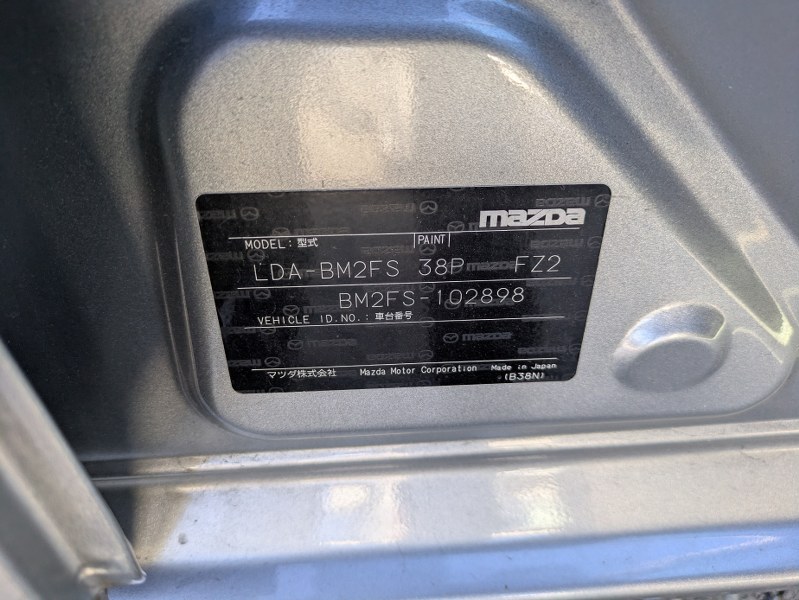 mazda
MODEL:型式 PAINT
LDA-BM2FS 38P FZ2
BM2FS-102898
VEHICLE ID.NO.:車台番号
マツダ株式会社 Mazda Motor Corporation Made in Japan
(B38N)